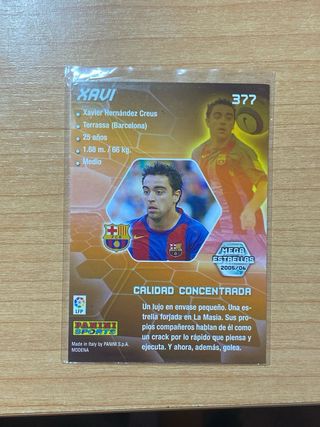 XAVI
377
• Xavier Hernández Creus
• Terrassa (Barcelona)
• 25 años
• 1.68 m. / 66 kg.
• Medio
MEGA
ESTRELLAS
2005/06
CALIDAD CONCENTRADA
Un lujo en envase pequeño. Una es-
trella forjada en La Masía. Sus pro-
pios compañeros hablan de él como
un crack por lo rápido que piensa y
ejecuta. Y ahora, además, golea.
LFP
PANINI
SPORTS
Made in Italy by PANINI S.p.A.
MODENA